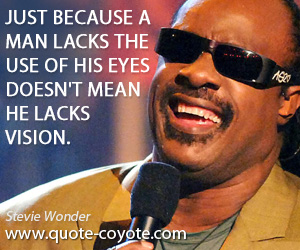 JUST BECAUSE A
MAN LACKS THE
USE OF HIS EYES
DOESN'T MEAN
HE LACKS
VISION.
Stevie Wonder
www.quote-coyote.com